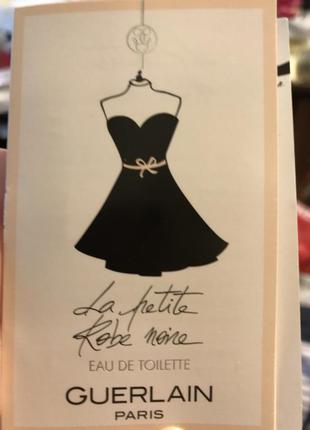 La petite
Robe noire
EAU DE TOILETTE
GUERLAIN
PARIS